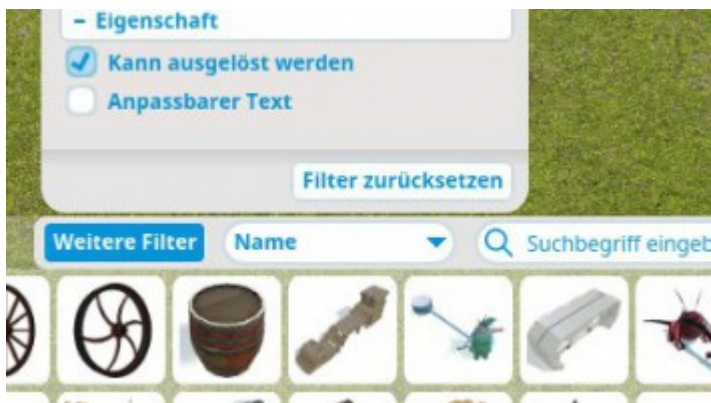 – Eigenschaft
Kann ausgelöst werden
Anpassbarer Text
Filter zurücksetzen
Weitere Filter
Name
Suchbegriff eingeb